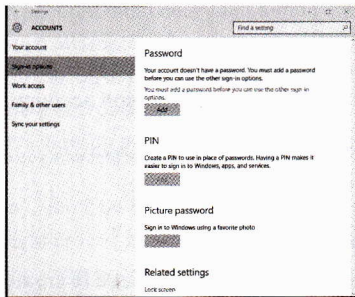 Settings
ACCOUNTS
Find a setting
Your account
Sign-in options
Work access
Family & other users
Sync your settings
Password
Your account doesn't have a password. You must add a password
before you can use the other sign-in options.
You must add a password before you can use the other sign-in
options.
Add
PIN
Create a PIN to use in place of passwords. Having a PIN makes it
easier to sign in to Windows, apps, and services.
Picture password
Sign in to Windows using a favorite photo
Related settings
Lock screen